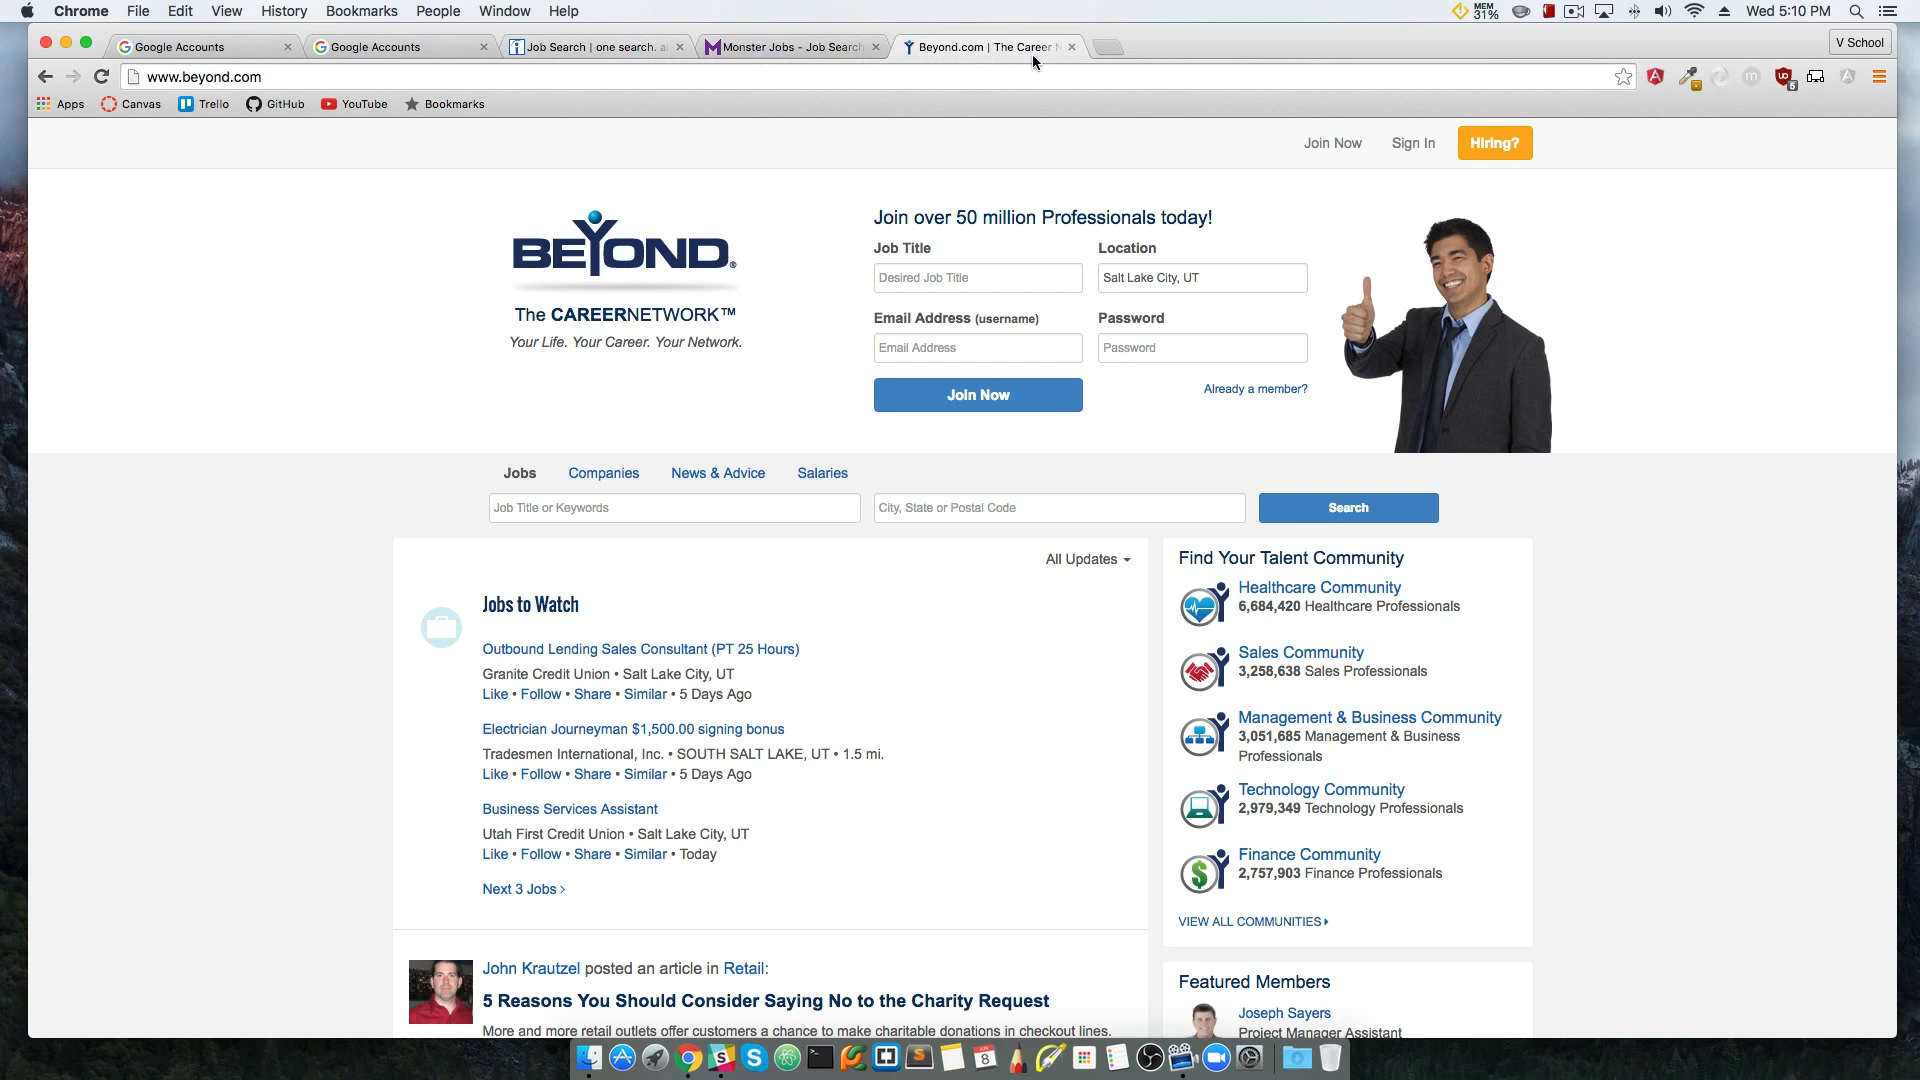 Chrome File Edit View History Bookmarks People Window Help MEM 31% Wed 5:10 PM
Google Accounts Google Accounts Job Search | one search. a Monster Jobs - Job Search Beyond.com | The Career N V School
www.beyond.com
Apps Canvas Trello GitHub YouTube Bookmarks
Join Now Sign In Hiring?
BEYOND®
The CAREERNETWORK™
Your Life. Your Career. Your Network.
Join over 50 million Professionals today!
Job Title Location
Desired Job Title Salt Lake City, UT
Email Address (username) Password
Email Address Password
Join Now Already a member?
Jobs Companies News & Advice Salaries
Job Title or Keywords City, State or Postal Code Search
All Updates
Jobs to Watch
Outbound Lending Sales Consultant (PT 25 Hours)
Granite Credit Union • Salt Lake City, UT
Like • Follow • Share • Similar • 5 Days Ago
Electrician Journeyman $1,500.00 signing bonus
Tradesmen International, Inc. • SOUTH SALT LAKE, UT • 1.5 mi.
Like • Follow • Share • Similar • 5 Days Ago
Business Services Assistant
Utah First Credit Union • Salt Lake City, UT
Like • Follow • Share • Similar • Today
Next 3 Jobs ›
John Krautzel posted an article in Retail:
5 Reasons You Should Consider Saying No to the Charity Request
More and more retail outlets offer customers a chance to make charitable donations in checkout lines.
Find Your Talent Community
Healthcare Community
6,684,420 Healthcare Professionals
Sales Community
3,258,638 Sales Professionals
Management & Business Community
3,051,685 Management & Business
Professionals
Technology Community
2,979,349 Technology Professionals
Finance Community
2,757,903 Finance Professionals
VIEW ALL COMMUNITIES
Featured Members
Joseph Sayers
Project Manager Assistant